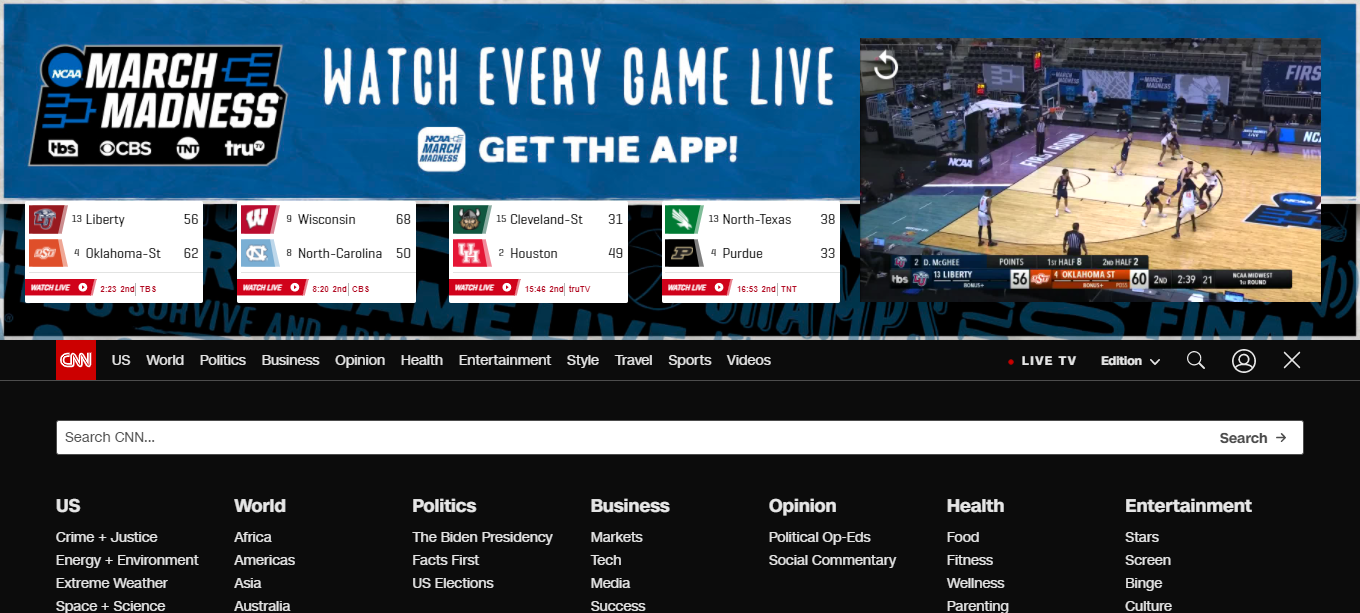 NCAA MARCH MADNESS
tbs CBS TNT truTV
WATCH EVERY GAME LIVE
NCAA MARCH MADNESS GET THE APP!
13 Liberty 56
4 Oklahoma-St 62
WATCH LIVE 2:23 2nd TBS
9 Wisconsin 68
8 North-Carolina 50
WATCH LIVE 8:20 2nd CBS
15 Cleveland-St 31
2 Houston 49
WATCH LIVE 15:46 2nd truTV
13 North-Texas 38
4 Purdue 33
WATCH LIVE 16:53 2nd TNT
FIRS
NCAA
FIRST ROUND
2 D. McGHEE POINTS 1ST HALF 8 2ND HALF 2
tbs 13 LIBERTY 56 OSU 4 OKLAHOMA ST 60 2ND 2:39 21 NCAA MIDWEST 1ST ROUND
BONUS+ BONUS+ POSS
SURVIVE AND
GAME LIVE
CHAMP
FINAL
CNN US World Politics Business Opinion Health Entertainment Style Travel Sports Videos LIVE TV Edition
Search CNN... Search
US World Politics Business Opinion Health Entertainment
Crime + Justice Africa The Biden Presidency Markets Political Op-Eds Food Stars
Energy + Environment Americas Facts First Tech Social Commentary Fitness Screen
Extreme Weather Asia US Elections Media Wellness Binge
Space + Science Australia Success Parenting Culture